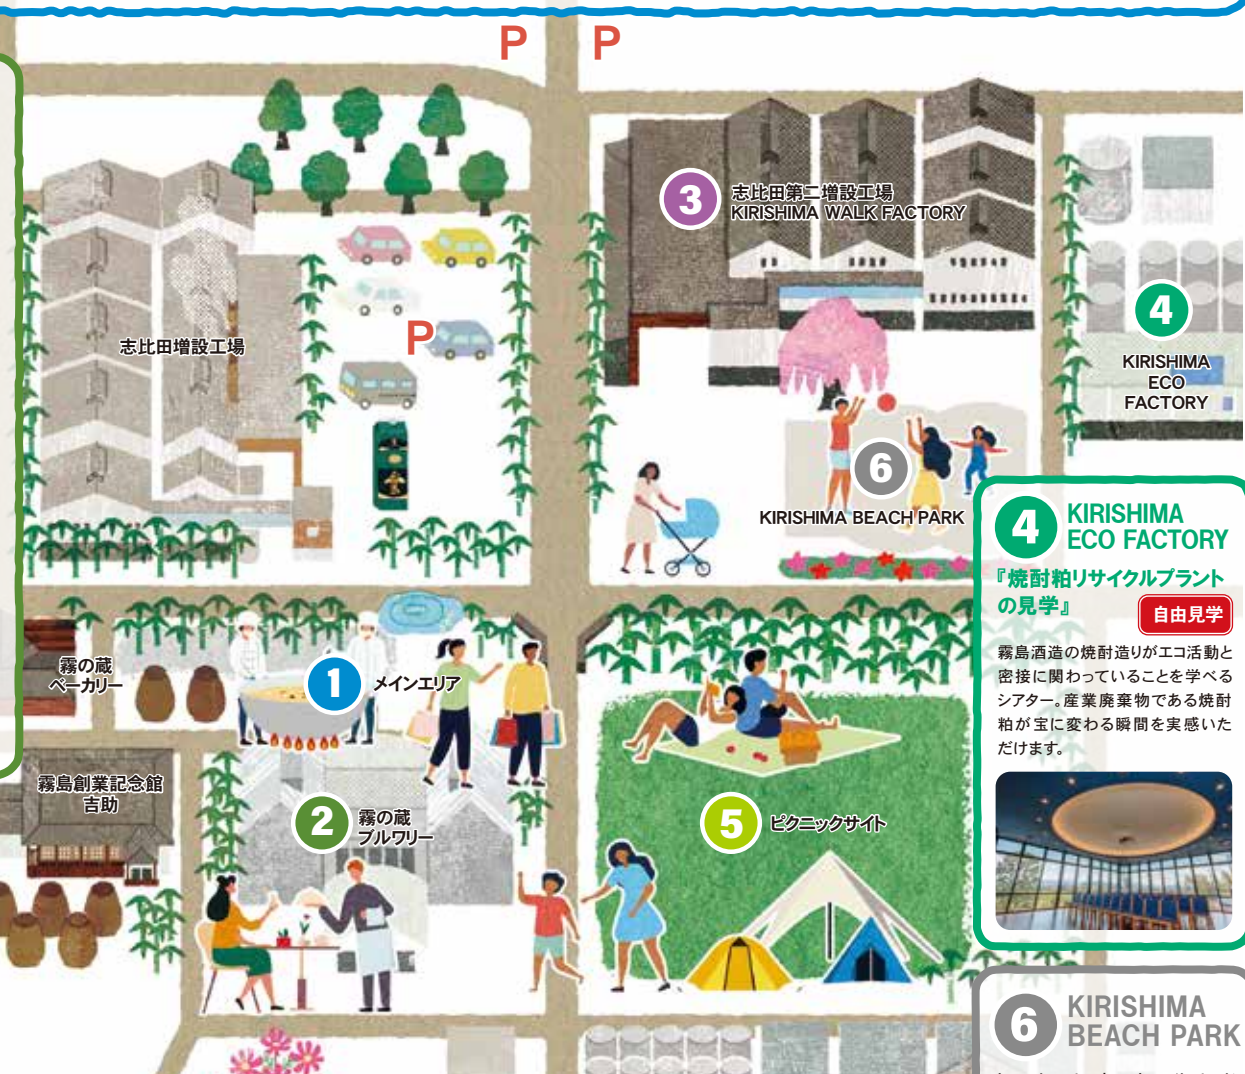 P
P
3
志比田第二増設工場
KIRISHIMA WALK FACTORY
4
KIRISHIMA
ECO
FACTORY
P
志比田増設工場
6
KIRISHIMA BEACH PARK
4
KIRISHIMA
ECO FACTORY
『焼酎粕リサイクルプラント
の見学』
自由見学
霧島酒造の焼酎造りがエコ活動と
密接に関わっていることを学べる
シアター。産業廃棄物である焼酎
粕が宝に変わる瞬間を実感いた
だけます。
霧の蔵
ベーカリー
1
メインエリア
霧島創業記念館
吉助
2
霧の蔵
ブルワリー
5
ピクニックサイト
6
KIRISHIMA
BEACH PARK